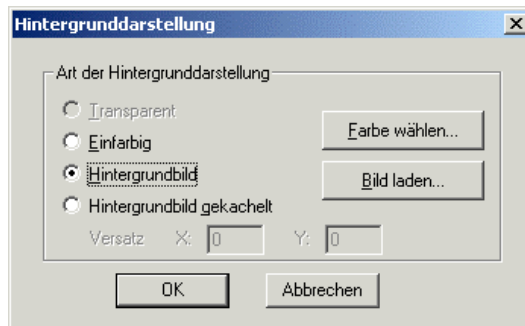 Hintergrunddarstellung
Art der Hintergrunddarstellung
Transparent
Einfarbig
Hintergrundbild
Hintergrundbild gekachelt
Versatz X: 0 Y: 0
Farbe wählen...
Bild laden...
OK Abbrechen